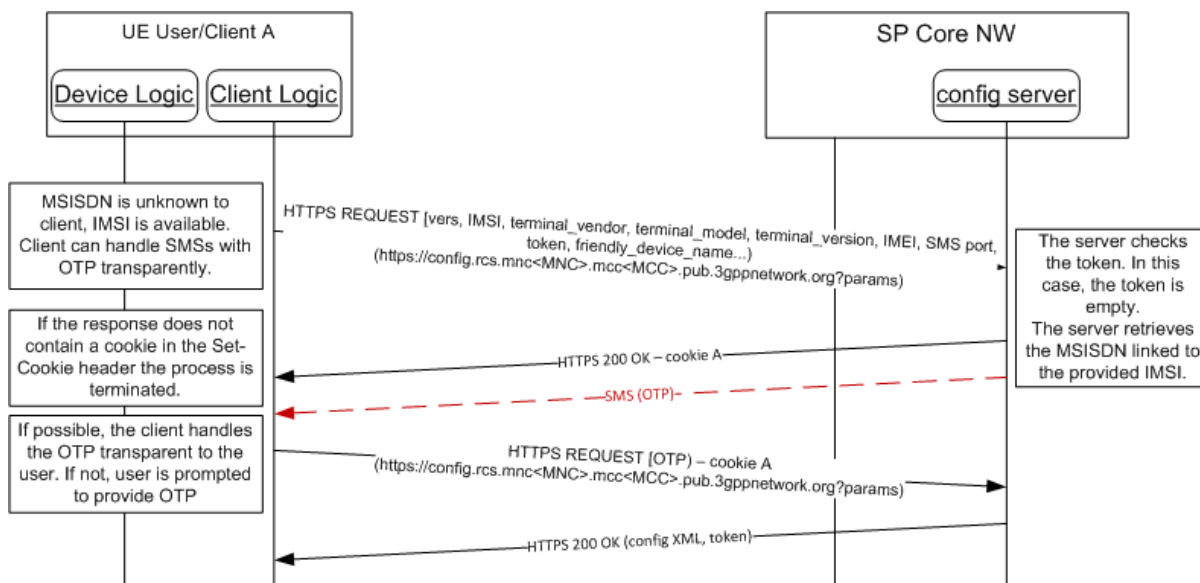 UE User/Client A
SP Core NW
Device Logic
Client Logic
config server
MSISDN is unknown to
client, IMSI is available.
Client can handle SMSs with
OTP transparently.
HTTPS REQUEST [vers, IMSI, terminal_vendor, terminal_model, terminal_version, IMEI, SMS port,
token, friendly_device_name...)
(https://config.rcs.mnc<MNC>.mcc<MCC>.pub.3gppnetwork.org?params)
The server checks
the token. In this
case, the token is
empty.
The server retrieves
the MSISDN linked to
the provided IMSI.
If the response does not
contain a cookie in the Set-
Cookie header the process is
terminated.
HTTPS 200 OK – cookie A
SMS (OTP)
If possible, the client handles
the OTP transparent to the
user. If not, user is prompted
to provide OTP
HTTPS REQUEST [OTP) – cookie A
(https://config.rcs.mnc<MNC>.mcc<MCC>.pub.3gppnetwork.org?params)
HTTPS 200 OK (config XML, token)